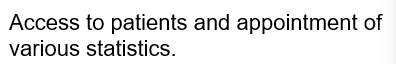 Access to patients and appointment of
various statistics.